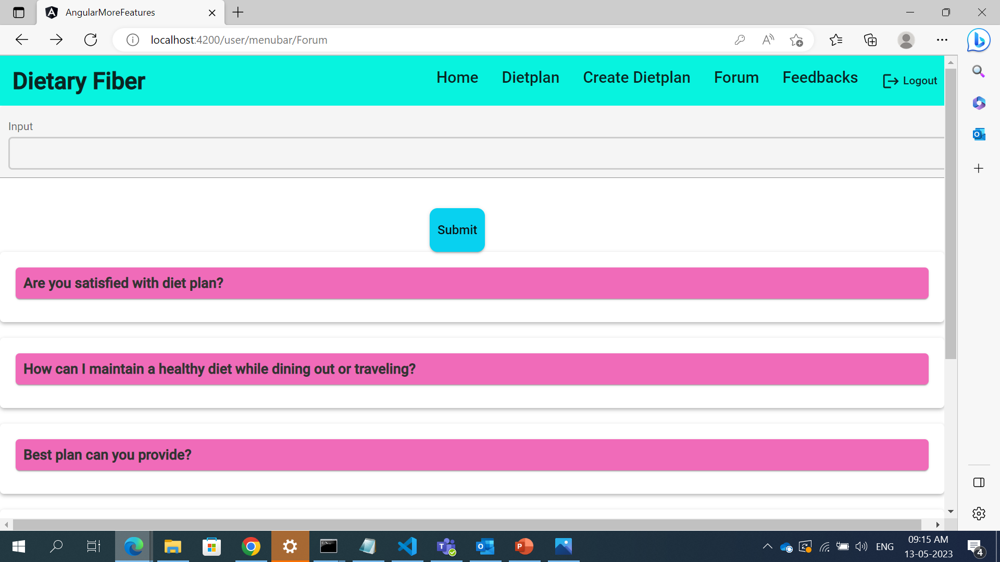 AngularMoreFeatures
localhost:4200/user/menubar/Forum
Dietary Fiber
Home
Dietplan
Create Dietplan
Forum
Feedbacks
Logout
Input
Submit
Are you satisfied with diet plan?
How can I maintain a healthy diet while dining out or traveling?
Best plan can you provide?
ENG
09:15 AM
13-05-2023
4